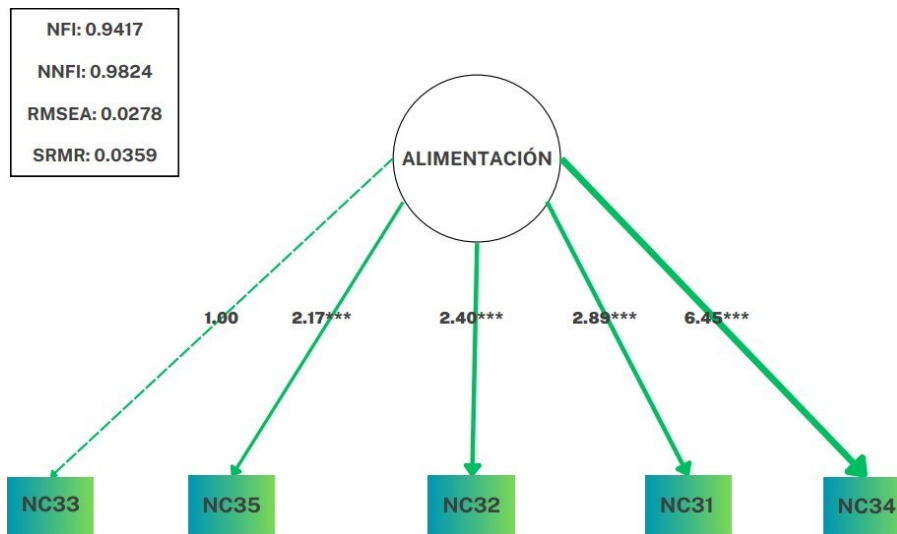 NFI: 0.9417
NNFI: 0.9824
RMSEA: 0.0278
SRMR: 0.0359
ALIMENTACIÓN
1.00 2.17*** 2.40*** 2.89*** 6.45***
NC33 NC35 NC32 NC31 NC34